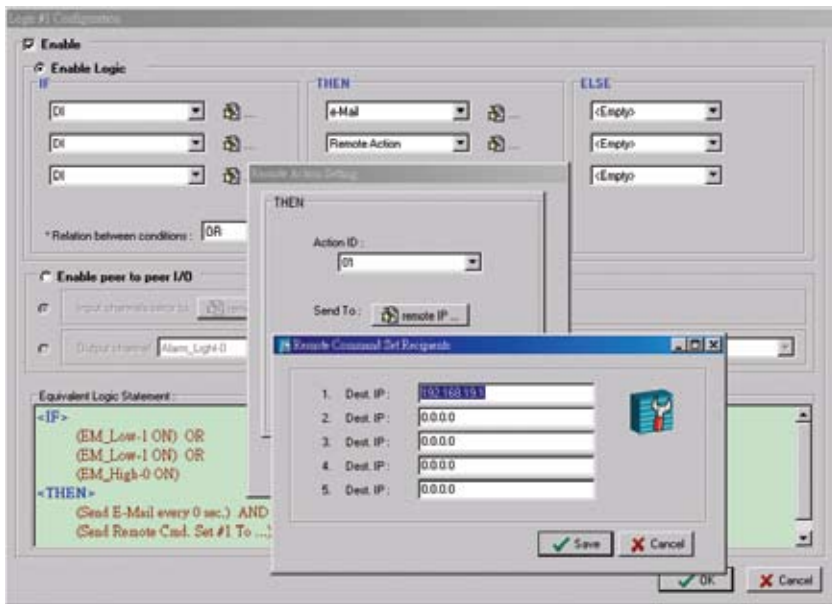 Logic #1 Configuration
Enable
Enable Logic
IF
THEN
ELSE
DI
...
e-Mail
...
<Empty>
DI
...
Remote Action
...
<Empty>
DI
<Empty>
* Relation between conditions :
OR
Remote Action Setting
THEN
Action ID :
01
Send To :
remote IP ...
Enable peer to peer I/O
Input channels mirror to:
Output channel
Alarm_Light-0
Equivalent Logic Statement :
<IF>
(EM_Low-1 ON) OR
(EM_Low-1 ON) OR
(EM_High-0 ON)
<THEN>
(Send E-Mail every 0 sec.) AND
(Send Remote Cmd. Set #1 To ...)
Remote Command Set Recipients
1. Dest. IP : 192.168.19.1
2. Dest. IP : 0.0.0.0
3. Dest. IP : 0.0.0.0
4. Dest. IP : 0.0.0.0
5. Dest. IP : 0.0.0.0
Save
Cancel
OK
Cancel